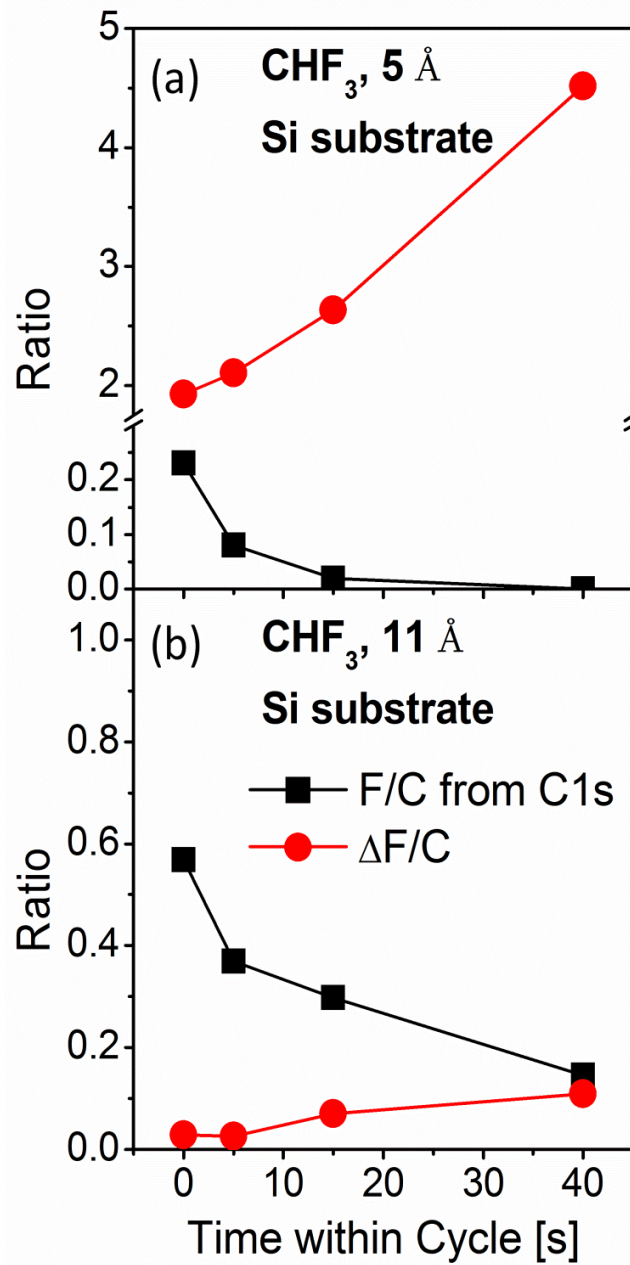 (a) CHF3, 5 Å
Si substrate
Ratio
5
4
3
2
0.2
0.1
0.0
(b) CHF3, 11 Å
Si substrate
F/C from C1s
ΔF/C
Ratio
1.0
0.8
0.6
0.4
0.2
0.0
0 10 20 30 40
Time within Cycle [s]